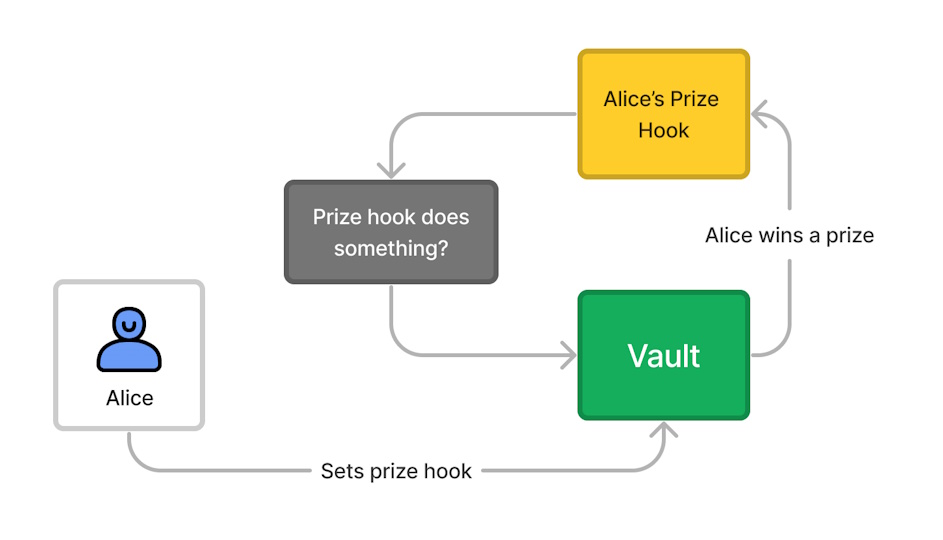 Alice’s Prize
Hook
Prize hook does
something?
Alice wins a prize
Vault
Alice
Sets prize hook